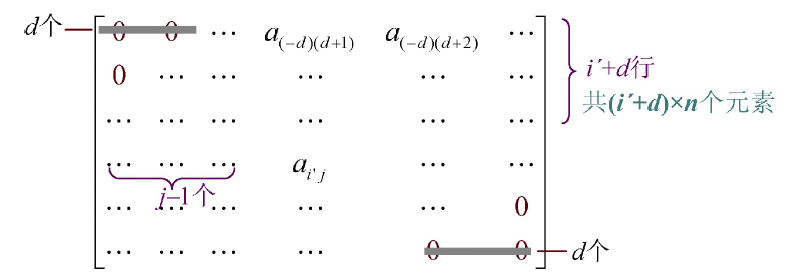 d个 0 0 ⋯ a(−d)(d+1) a(−d)(d+2) ⋯
0 ⋯ ⋯ ⋯ ⋯ ⋯ i′+d行
⋯ ⋯ ⋯ ⋯ ⋯ ⋯ 共(i′+d)×n个元素
⋯ ⋯ ⋯ ai'j ⋯ ⋯
j−1个
⋯ ⋯ ⋯ ⋯ ⋯ 0
⋯ ⋯ ⋯ ⋯ 0 0 d个